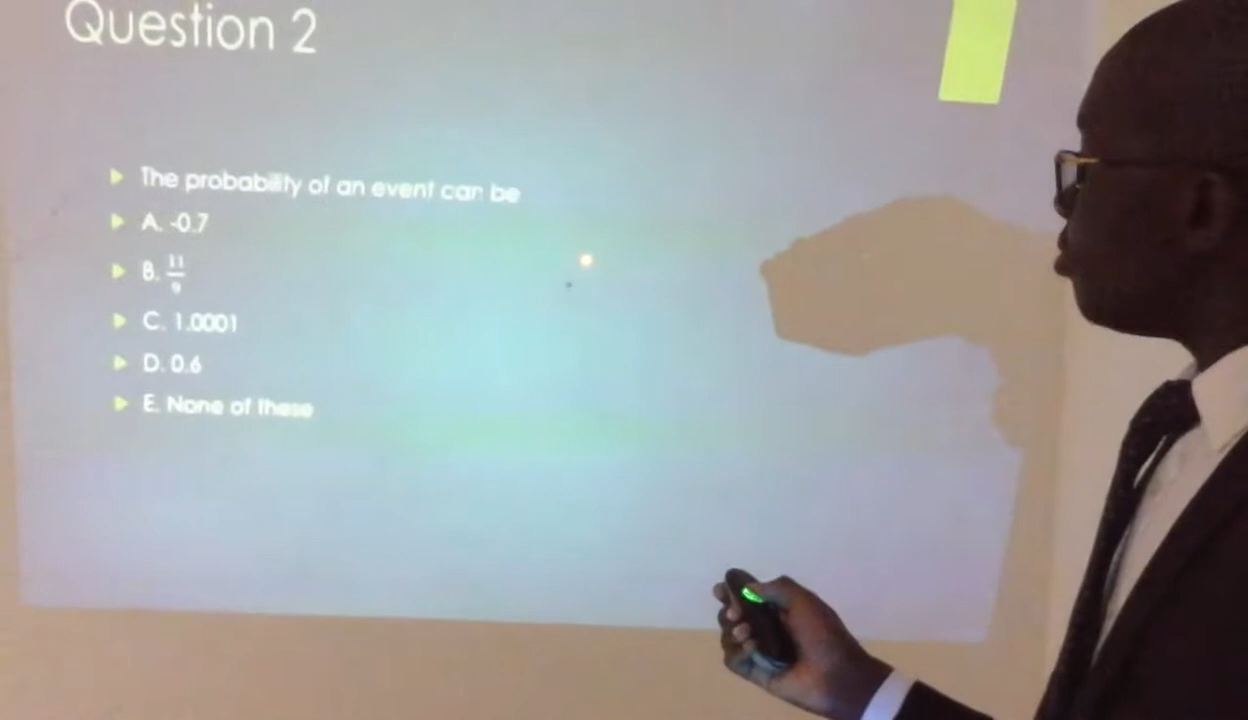 Question 2
The probability of an event can be
A. -0.7
B. 11/9
C. 1.0001
D. 0.6
E. None of these